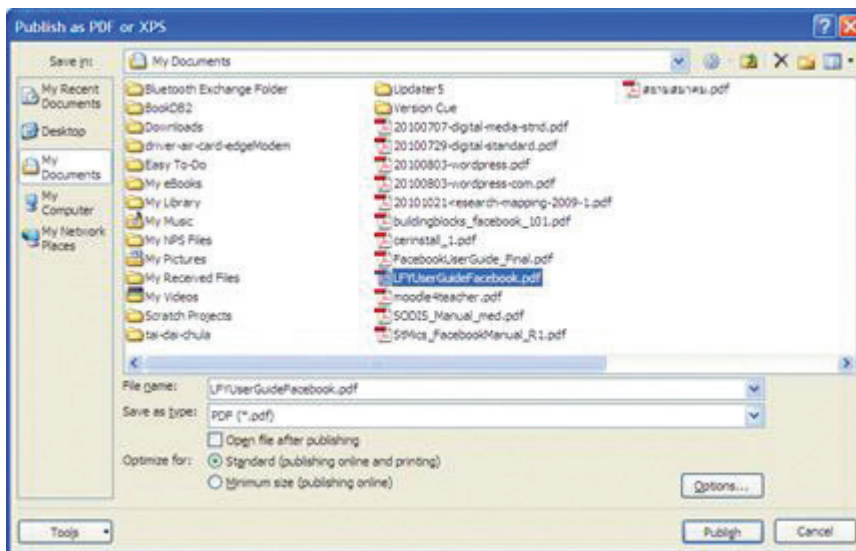 Publish as PDF or XPS
Save in:
My Documents
My Recent
Documents
Desktop
My
Documents
My
Computer
My Network
Places
Bluetooth Exchange Folder
BookDB2
Downloads
driver-air-card-edgeModem
Easy To-Do
My eBooks
My Library
My Music
My NPS Files
My Pictures
My Received Files
My Videos
Scratch Projects
tai-dai-chula
Updater5
Version Cue
20100707-digital-media-stnd.pdf
20100729-digital-standard.pdf
20100803-wordpress.pdf
20100803-wordpress-com.pdf
20101021-research-mapping-2009-1.pdf
buildingblocks_facebook_101.pdf
cerinstall_1.pdf
FacebookUserGuide_Final.pdf
LFYUserGuideFacebook.pdf
moodle4teacher.pdf
SODIS_Manual_med.pdf
StMics_FacebookManual_R1.pdf
File name:
LFYUserGuideFacebook.pdf
Save as type:
PDF (*.pdf)
Open file after publishing
Optimize for:
Standard (publishing online and printing)
Minimum size (publishing online)
Options...
Tools
Publish
Cancel